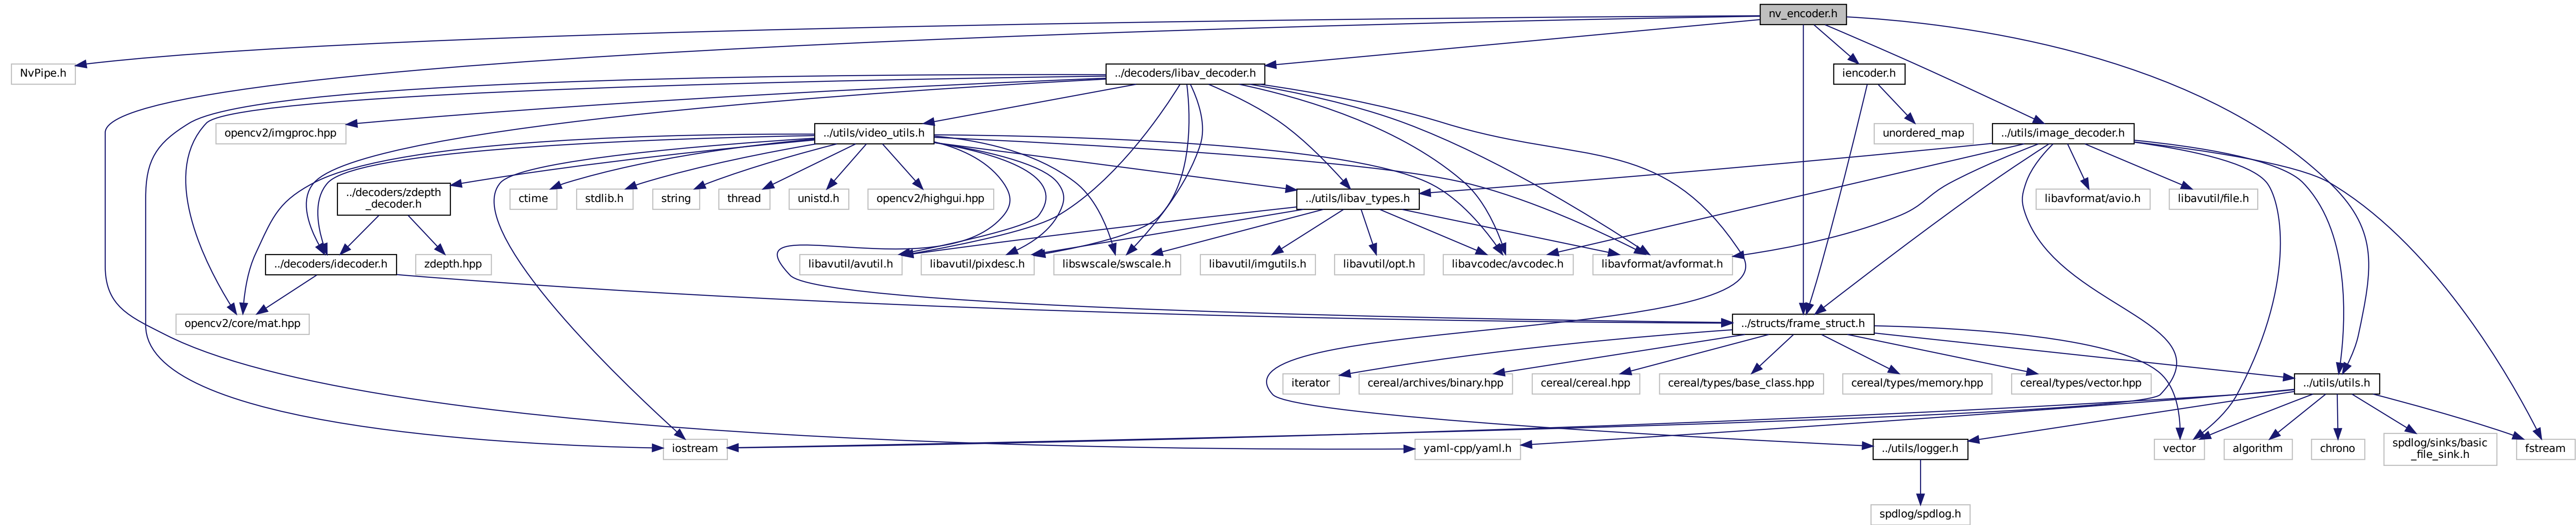 nv_encoder.h
NvPipe.h
../decoders/libav_decoder.h
iencoder.h
opencv2/imgproc.hpp
../utils/video_utils.h
unordered_map
../utils/image_decoder.h
../decoders/zdepth
_decoder.h
ctime
stdlib.h
string
thread
unistd.h
opencv2/highgui.hpp
../utils/libav_types.h
libavformat/avio.h
libavutil/file.h
../decoders/idecoder.h
zdepth.hpp
libavutil/avutil.h
libavutil/pixdesc.h
libswscale/swscale.h
libavutil/imgutils.h
libavutil/opt.h
libavcodec/avcodec.h
libavformat/avformat.h
opencv2/core/mat.hpp
../structs/frame_struct.h
iterator
cereal/archives/binary.hpp
cereal/cereal.hpp
cereal/types/base_class.hpp
cereal/types/memory.hpp
cereal/types/vector.hpp
../utils/utils.h
iostream
yaml-cpp/yaml.h
../utils/logger.h
vector
algorithm
chrono
spdlog/sinks/basic
_file_sink.h
fstream
spdlog/spdlog.h